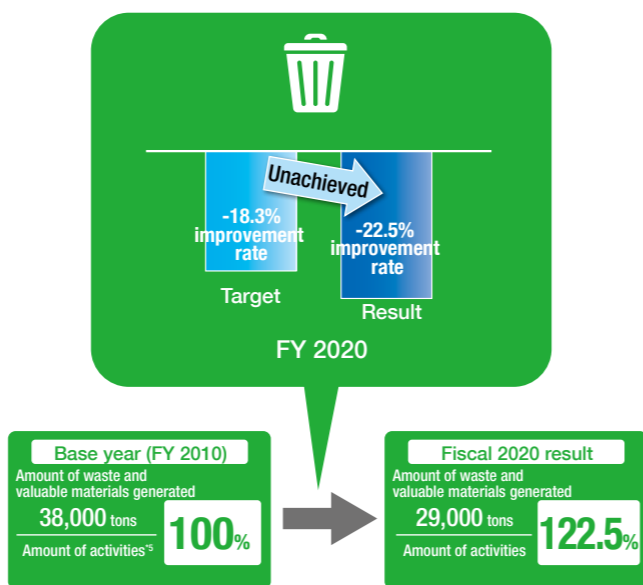 Unachieved
-18.3%
improvement
rate
-22.5%
improvement
rate
Target
Result
FY 2020
Base year (FY 2010)
Amount of waste and
valuable materials generated
38,000 tons
Amount of activities*5
100%
Fiscal 2020 result
Amount of waste and
valuable materials generated
29,000 tons
Amount of activities
122.5%